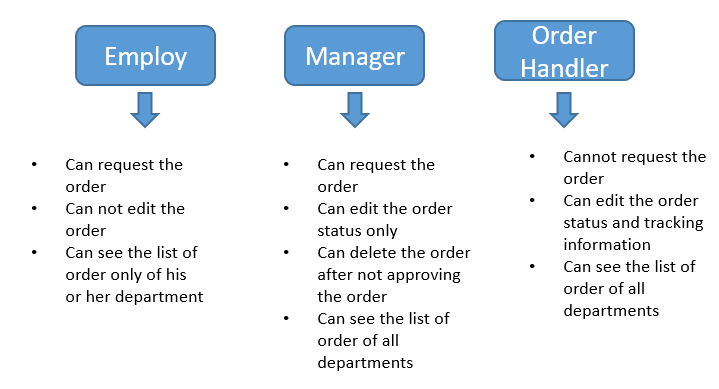 Employ
• Can request the
order
• Can not edit the
order
• Can see the list of
order only of his
or her department
Manager
• Can request the
order
• Can edit the order
status only
• Can delete the order
after not approving
the order
• Can see the list of
order of all
departments
Order
Handler
• Cannot request the
order
• Can edit the order
status and tracking
information
• Can see the list of
order of all
departments